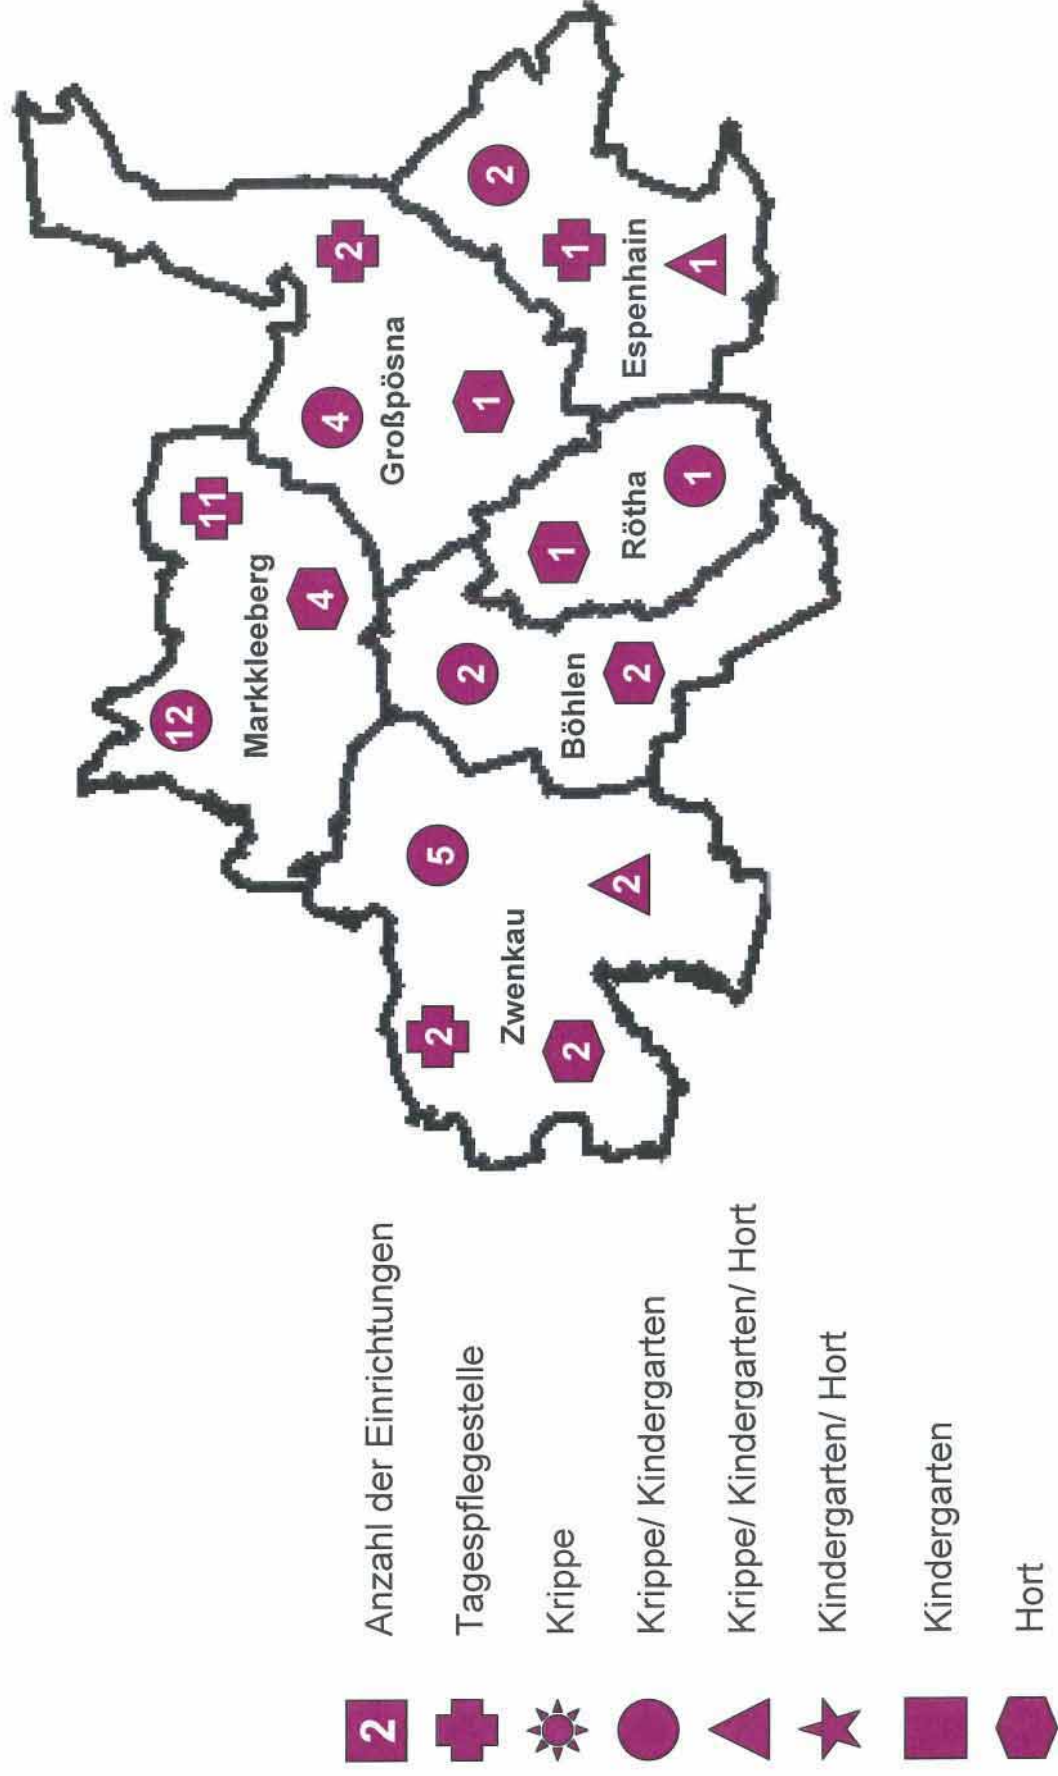 2 Anzahl der Einrichtungen
Tagespflegestelle
Krippe
Krippe/ Kindergarten
Krippe/ Kindergarten/ Hort
Kindergarten/ Hort
Kindergarten
Hort
12
11
Markkleeberg
4
2
4
Großpösna
1
5
2
Zwenkau
2
2
2
Böhlen
2
1
Rötha
1
2
1
Espenhain
1